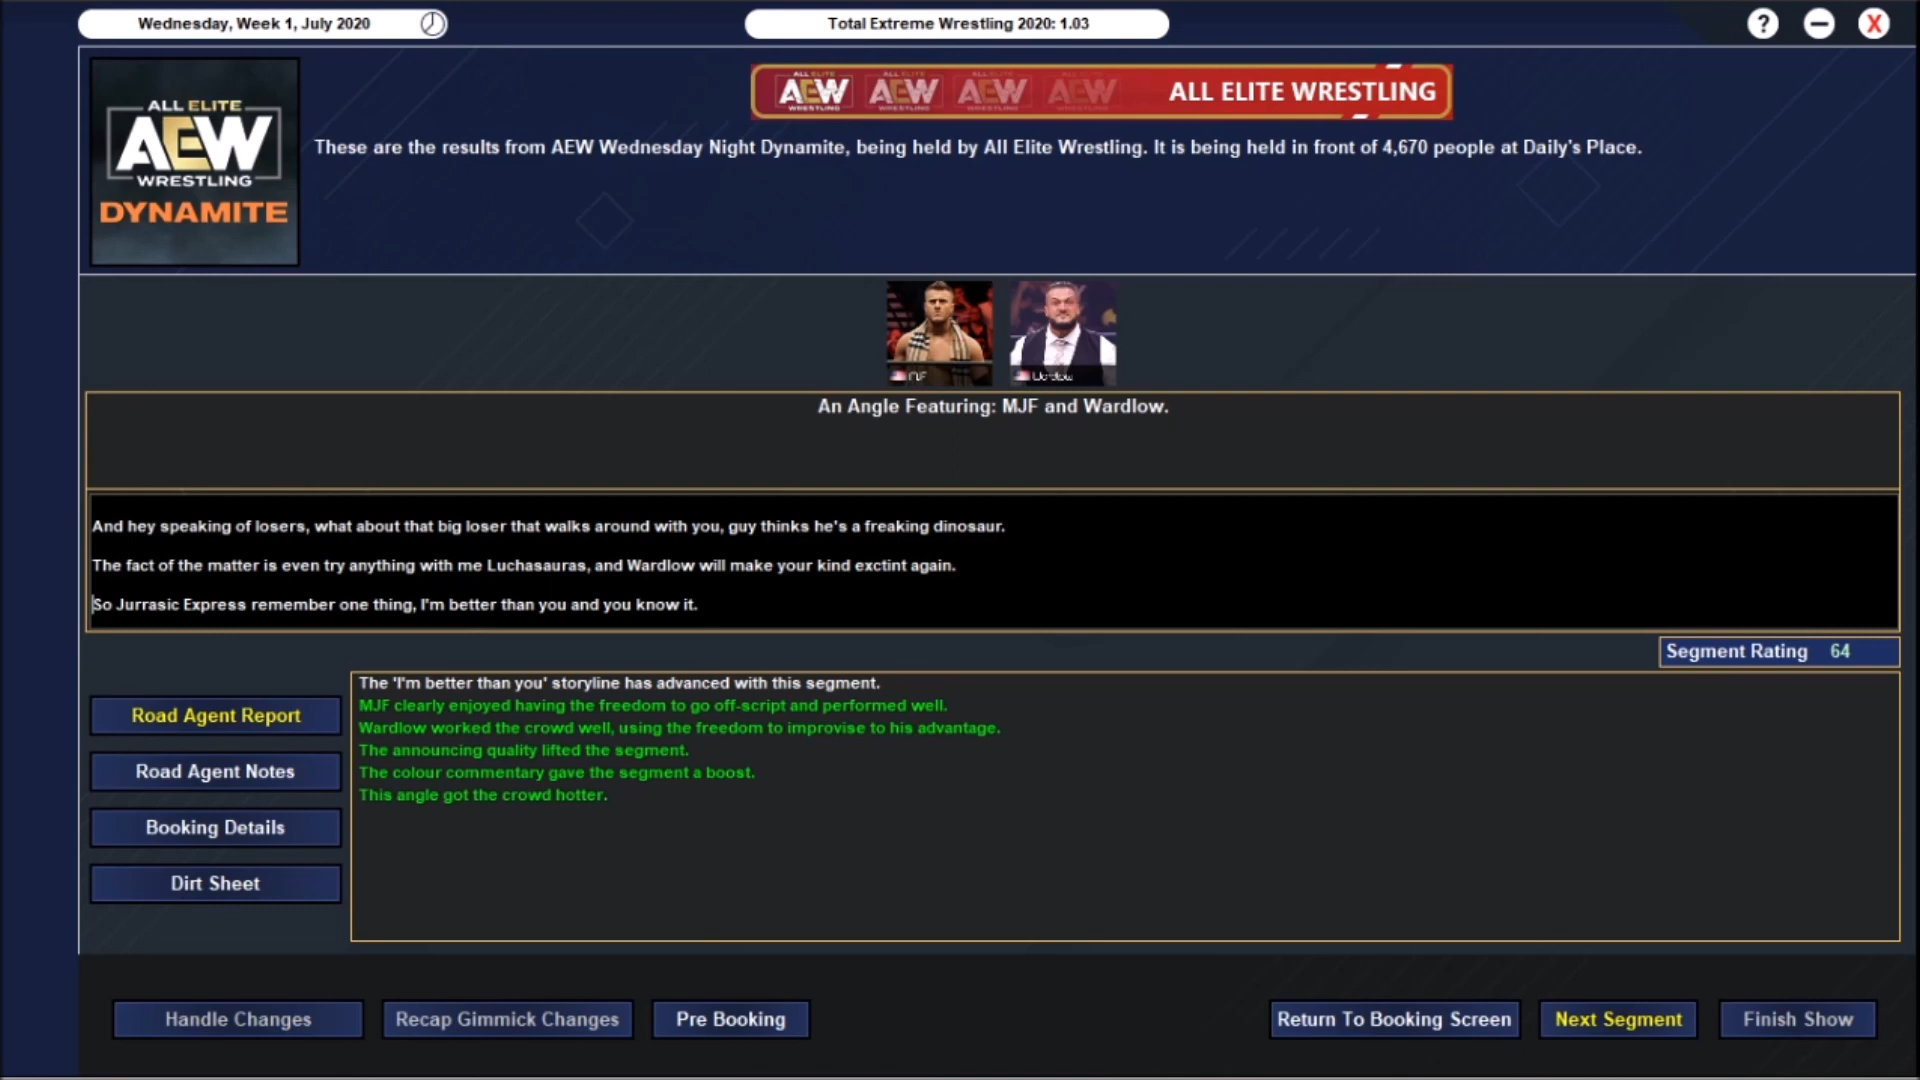 Wednesday, Week 1, July 2020
Total Extreme Wrestling 2020: 1.03
?
X
ALL ELITE
AEW
WRESTLING
DYNAMITE
ALL ELITE
AEW
WRESTLING
AEW
AEW
AEW
ALL ELITE WRESTLING
These are the results from AEW Wednesday Night Dynamite, being held by All Elite Wrestling. It is being held in front of 4,670 people at Daily's Place.
MJF
Wardlow
An Angle Featuring: MJF and Wardlow.
And hey speaking of losers, what about that big loser that walks around with you, guy thinks he's a freaking dinosaur.
The fact of the matter is even try anything with me Luchasauras, and Wardlow will make your kind exctint again.
So Jurrasic Express remember one thing, I'm better than you and you know it.
Segment Rating 64
Road Agent Report
Road Agent Notes
Booking Details
Dirt Sheet
The 'I'm better than you' storyline has advanced with this segment.
MJF clearly enjoyed having the freedom to go off-script and performed well.
Wardlow worked the crowd well, using the freedom to improvise to his advantage.
The announcing quality lifted the segment.
The colour commentary gave the segment a boost.
This angle got the crowd hotter.
Handle Changes
Recap Gimmick Changes
Pre Booking
Return To Booking Screen
Next Segment
Finish Show